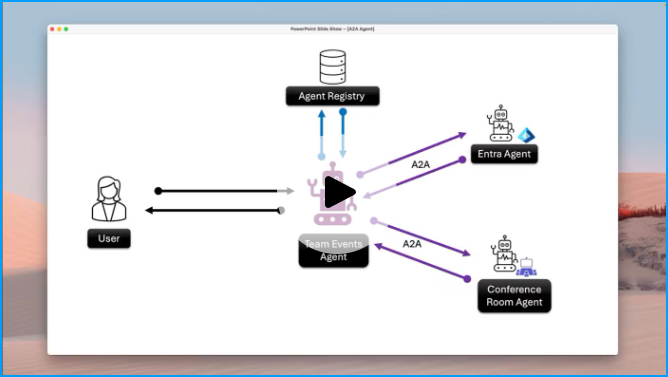 PowerPoint Slide Show - [A2A Agent]
Agent Registry
A2A
Entra Agent
User
Team Events
Agent
A2A
Conference
Room Agent